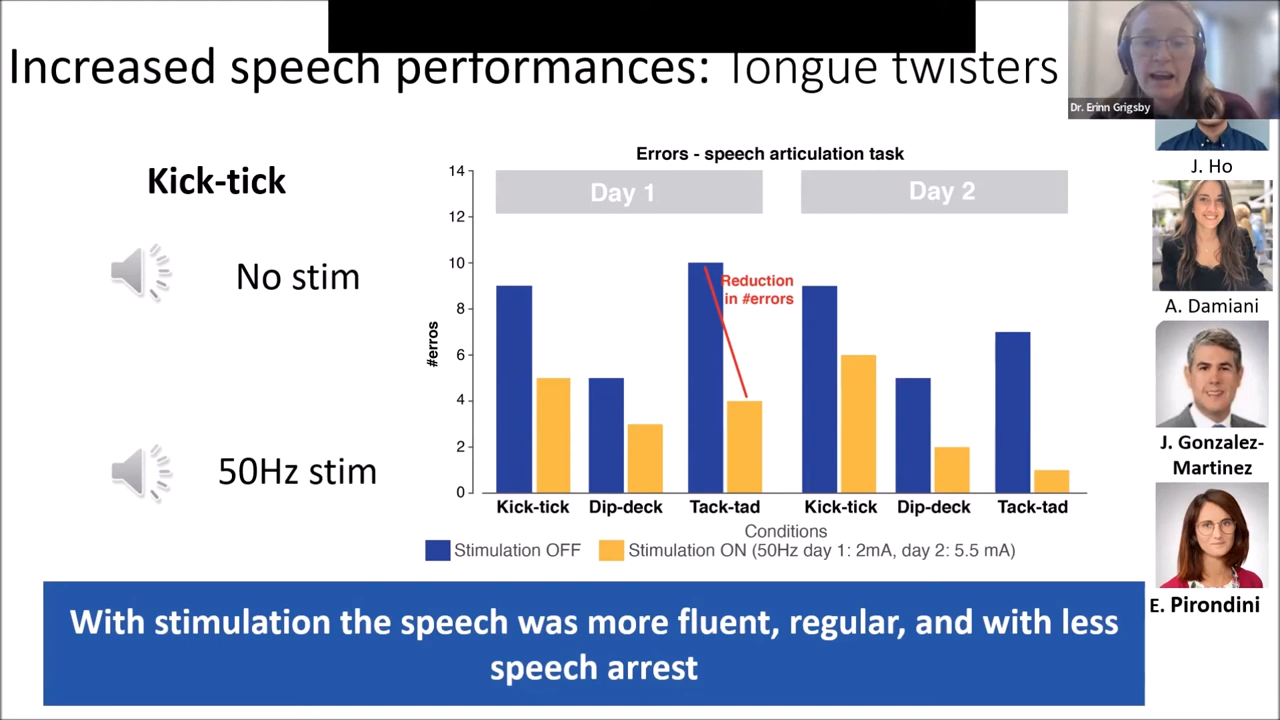 Increased speech performances: Tongue twisters
Dr. Erinn Grigsby
J. Ho
A. Damiani
J. Gonzalez-
Martinez
E. Pirondini
Kick-tick
No stim
50Hz stim
Errors - speech articulation task
Day 1
Day 2
Reduction
in #errors
#erros
14
12
10
8
6
4
2
0
Kick-tick Dip-deck Tack-tad Kick-tick Dip-deck Tack-tad
Conditions
Stimulation OFF Stimulation ON (50Hz day 1: 2mA, day 2: 5.5 mA)
With stimulation the speech was more fluent, regular, and with less
speech arrest